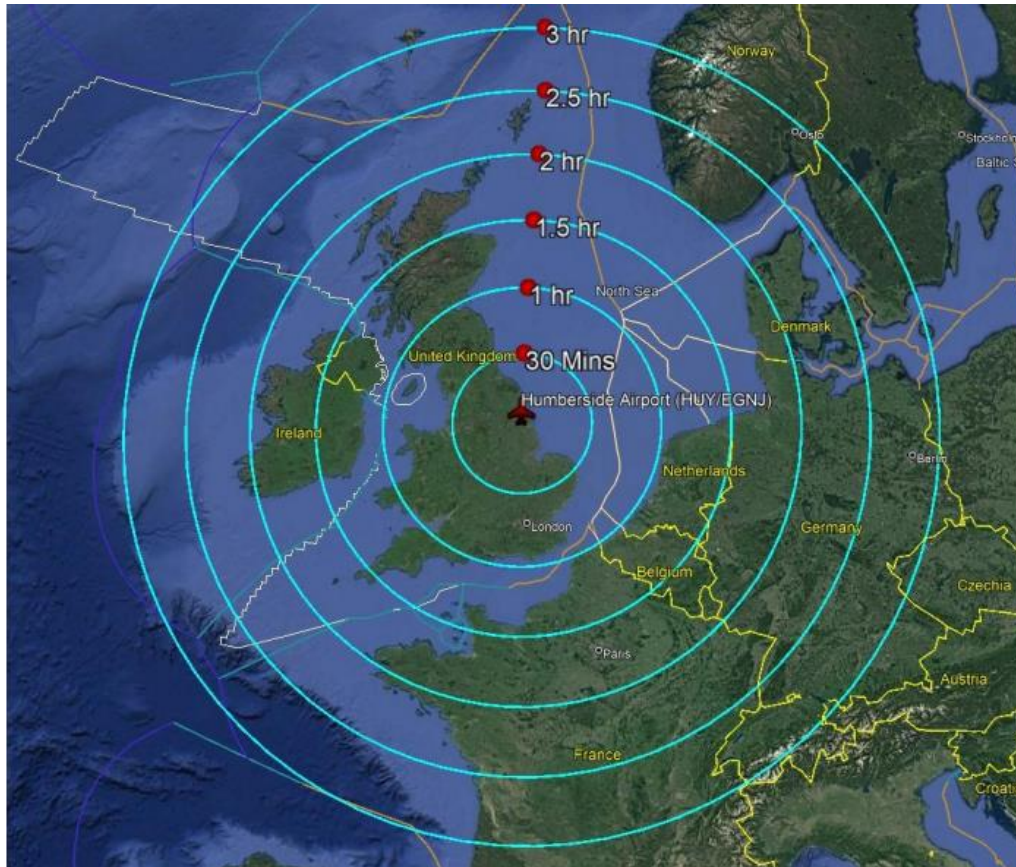 3 hr
Norway
2.5 hr
Oslo
Stockholm
2 hr
Baltic S
1.5 hr
1 hr
North Sea
Denmark
United Kingdom
30 Mins
Humberside Airport (HUY/EGNJ)
Ireland
Netherlands
Berlin
London
Germany
Belgium
Czechia
Paris
Austria
France
Croati